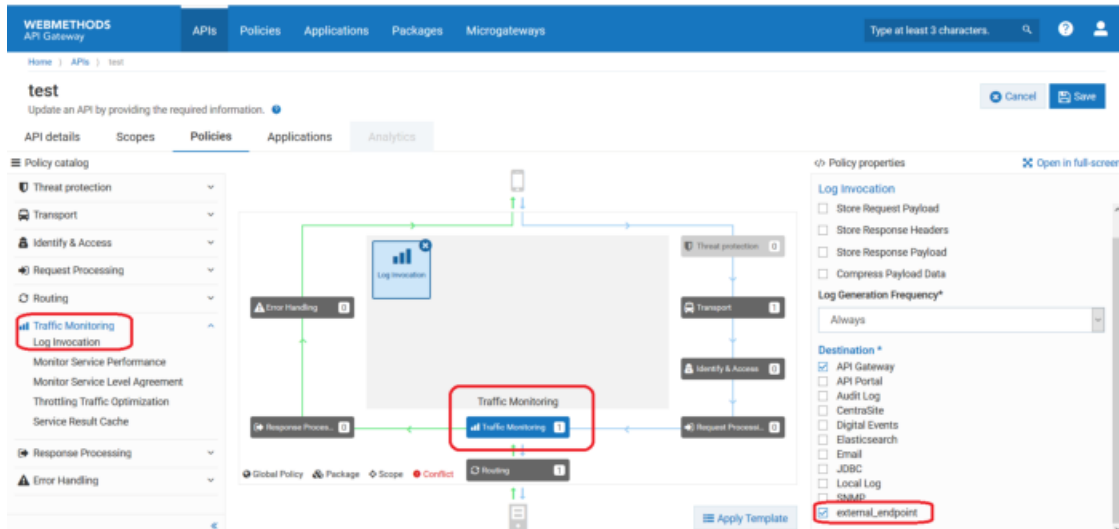 WEBMETHODS
API Gateway
APIs Policies Applications Packages Microgateways
Type at least 3 characters.
Home APIs test
test
Update an API by providing the required information.
Cancel Save
API details Scopes Policies Applications Analytics
Policy catalog
Threat protection
Transport
Identify & Access
Request Processing
Routing
Traffic Monitoring
Log Invocation
Monitor Service Performance
Monitor Service Level Agreement
Throttling Traffic Optimization
Service Result Cache
Response Processing
Error Handling
«
Log Invocation
Threat protection 0
Error Handling 0
Transport 1
Identify & Access 0
Traffic Monitoring
Response Proces... 0
Traffic Monitoring 1
Request Processi... 0
Global Policy Package Scope Conflict
Routing 1
Apply Template
</> Policy properties Open in full-screen
Log Invocation
Store Request Payload
Store Response Headers
Store Response Payload
Compress Payload Data
Log Generation Frequency*
Always
Destination *
API Gateway
API Portal
Audit Log
CentraSite
Digital Events
Elasticsearch
Email
JDBC
Local Log
SNMP
external_endpoint